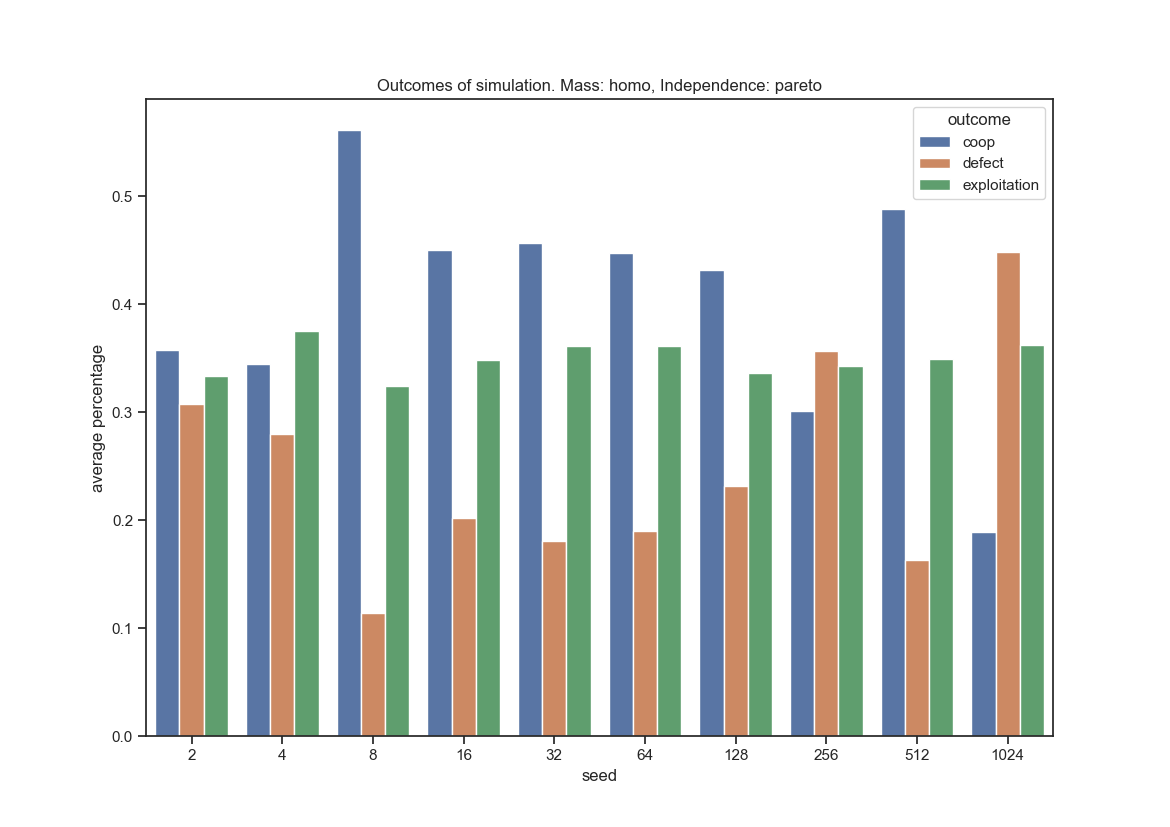 Outcomes of simulation. Mass: homo, Independence: pareto
outcome
coop
defect
exploitation
average percentage
0.5
0.4
0.3
0.2
0.1
0.0
2 4 8 16 32 64 128 256 512 1024
seed